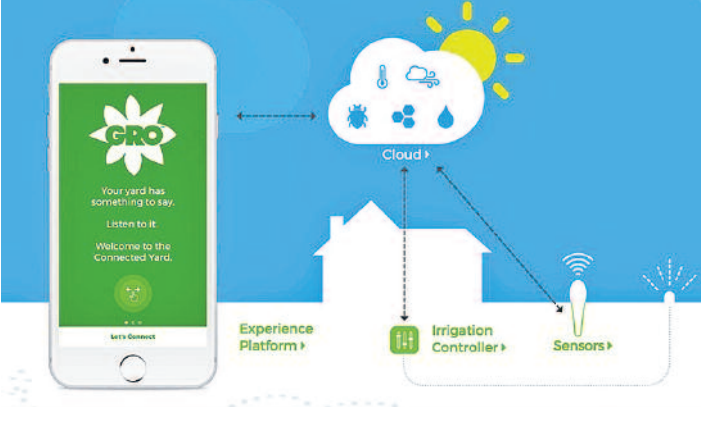 GRO
Your yard has
something to say.
Listen to it
Welcome to the
Connected Yard.
Let's Connect
Cloud
Experience
Platform
Irrigation
Controller
Sensors